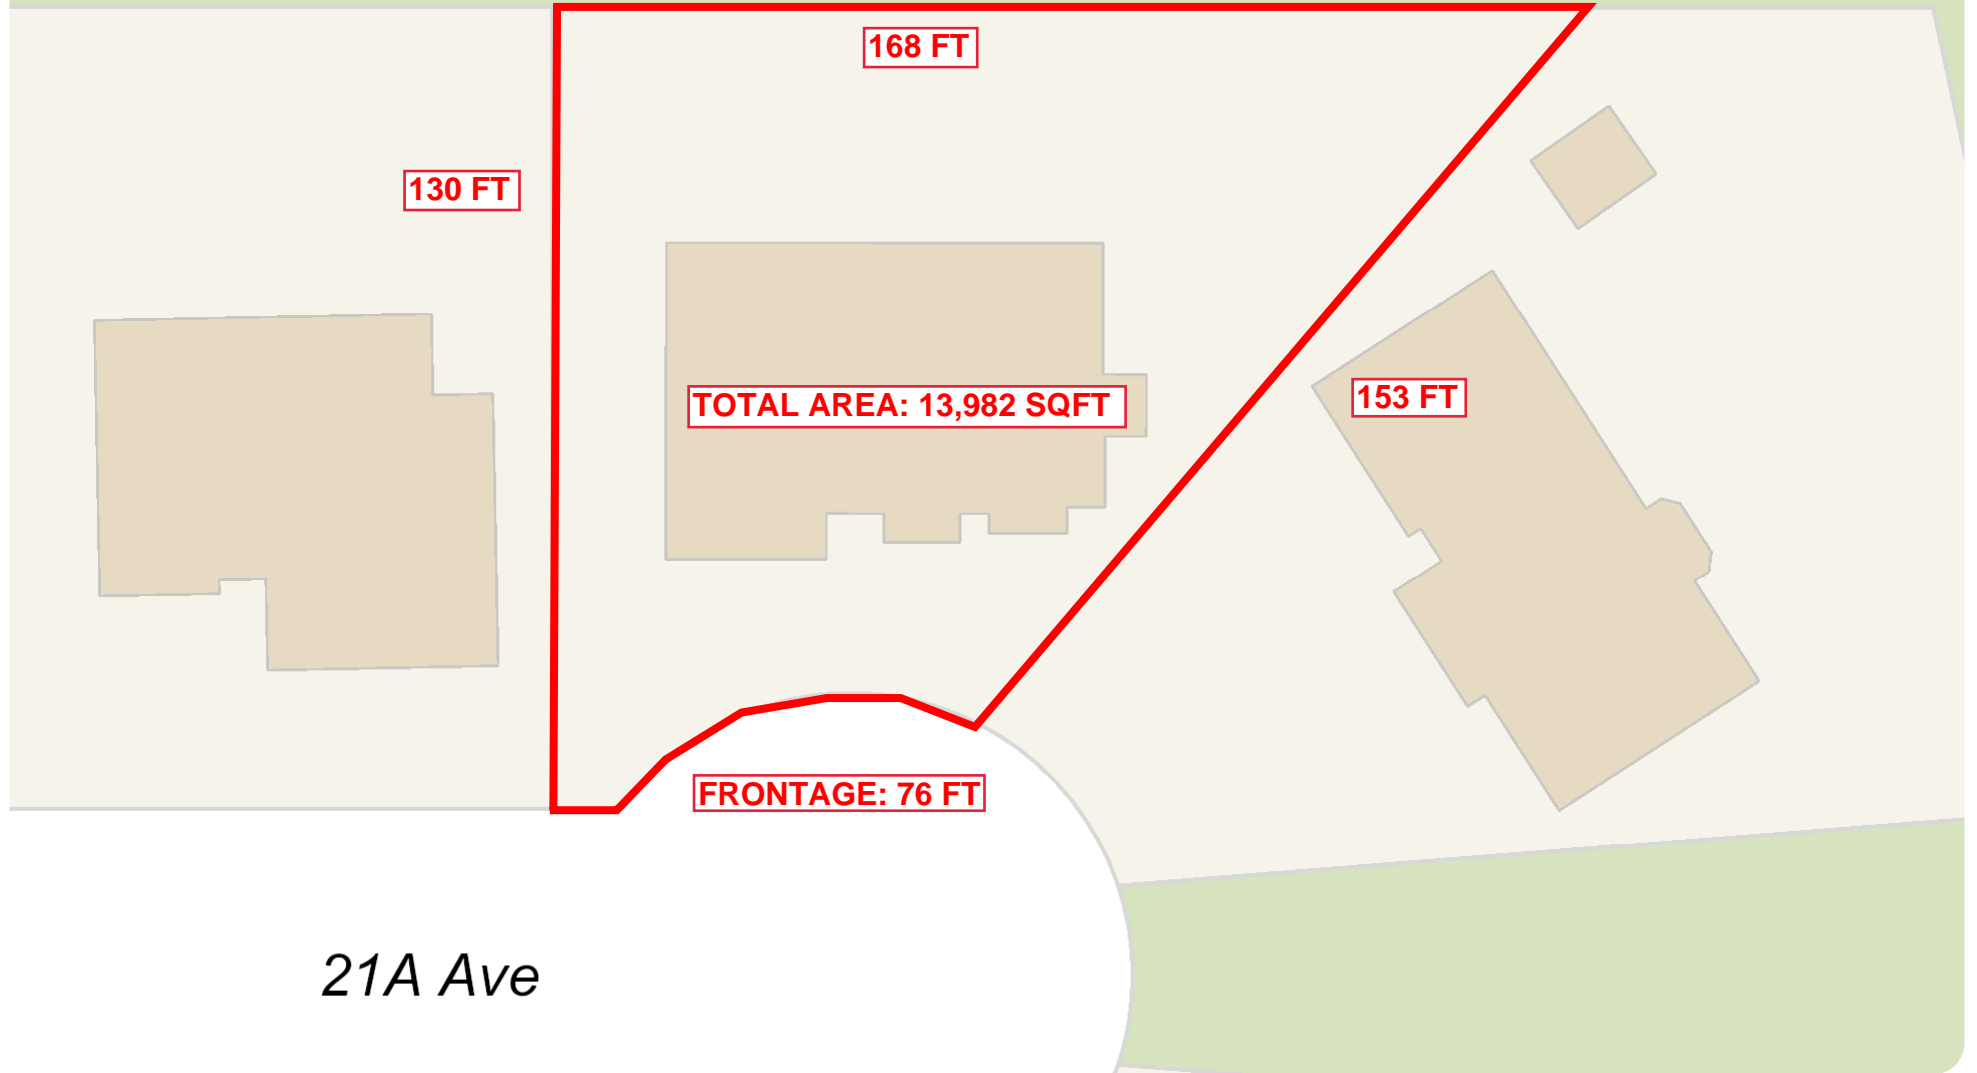 168 FT
130 FT
153 FT
TOTAL AREA: 13,982 SQFT
FRONTAGE: 76 FT
21A Ave